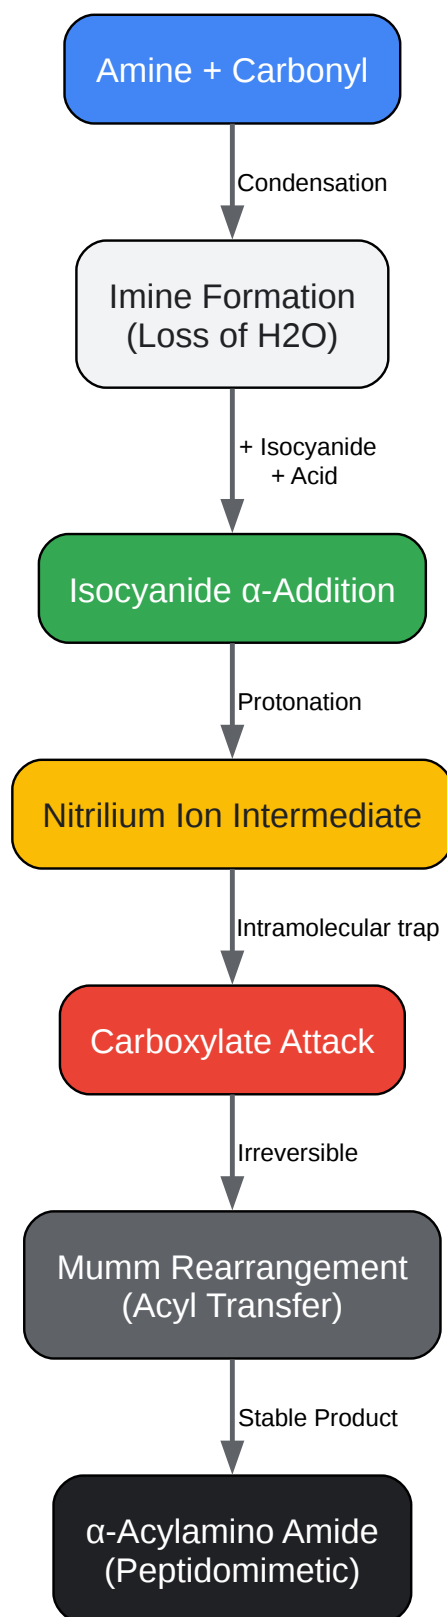 Amine + Carbonyl
Condensation
Imine Formation
(Loss of H2O)
+ Isocyanide
+ Acid
Isocyanide α-Addition
Protonation
Nitrilium Ion Intermediate
Intramolecular trap
Carboxylate Attack
Irreversible
Mumm Rearrangement
(Acyl Transfer)
Stable Product
α-Acylamino Amide
(Peptidomimetic)